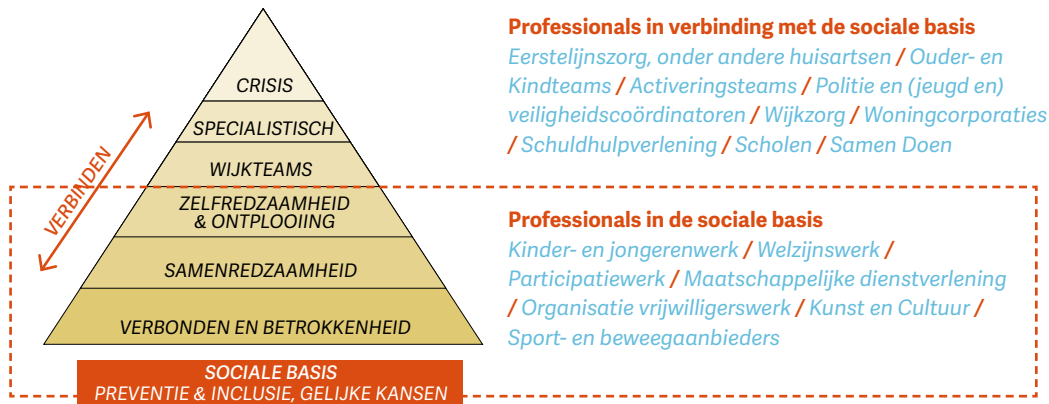 CRISIS
SPECIALISTISCH
WIJKTEAMS
ZELFREDZAAMHEID
& ONTPLOOIING
SAMENREDZAAMHEID
VERBONDEN EN BETROKKENHEID
VERBINDEN
SOCIALE BASIS
PREVENTIE & INCLUSIE, GELIJKE KANSEN
Professionals in verbinding met de sociale basis
Eerstelijnszorg, onder andere huisartsen / Ouder- en
Kindteams / Activeringsteams / Politie en (jeugd en)
veiligheidscoördinatoren / Wijkzorg / Woningcorporaties
/ Schuldhulpverlening / Scholen / Samen Doen
Professionals in de sociale basis
Kinder- en jongerenwerk / Welzijnswerk /
Participatiewerk / Maatschappelijke dienstverlening
/ Organisatie vrijwilligerswerk / Kunst en Cultuur /
Sport- en beweegaanbieders